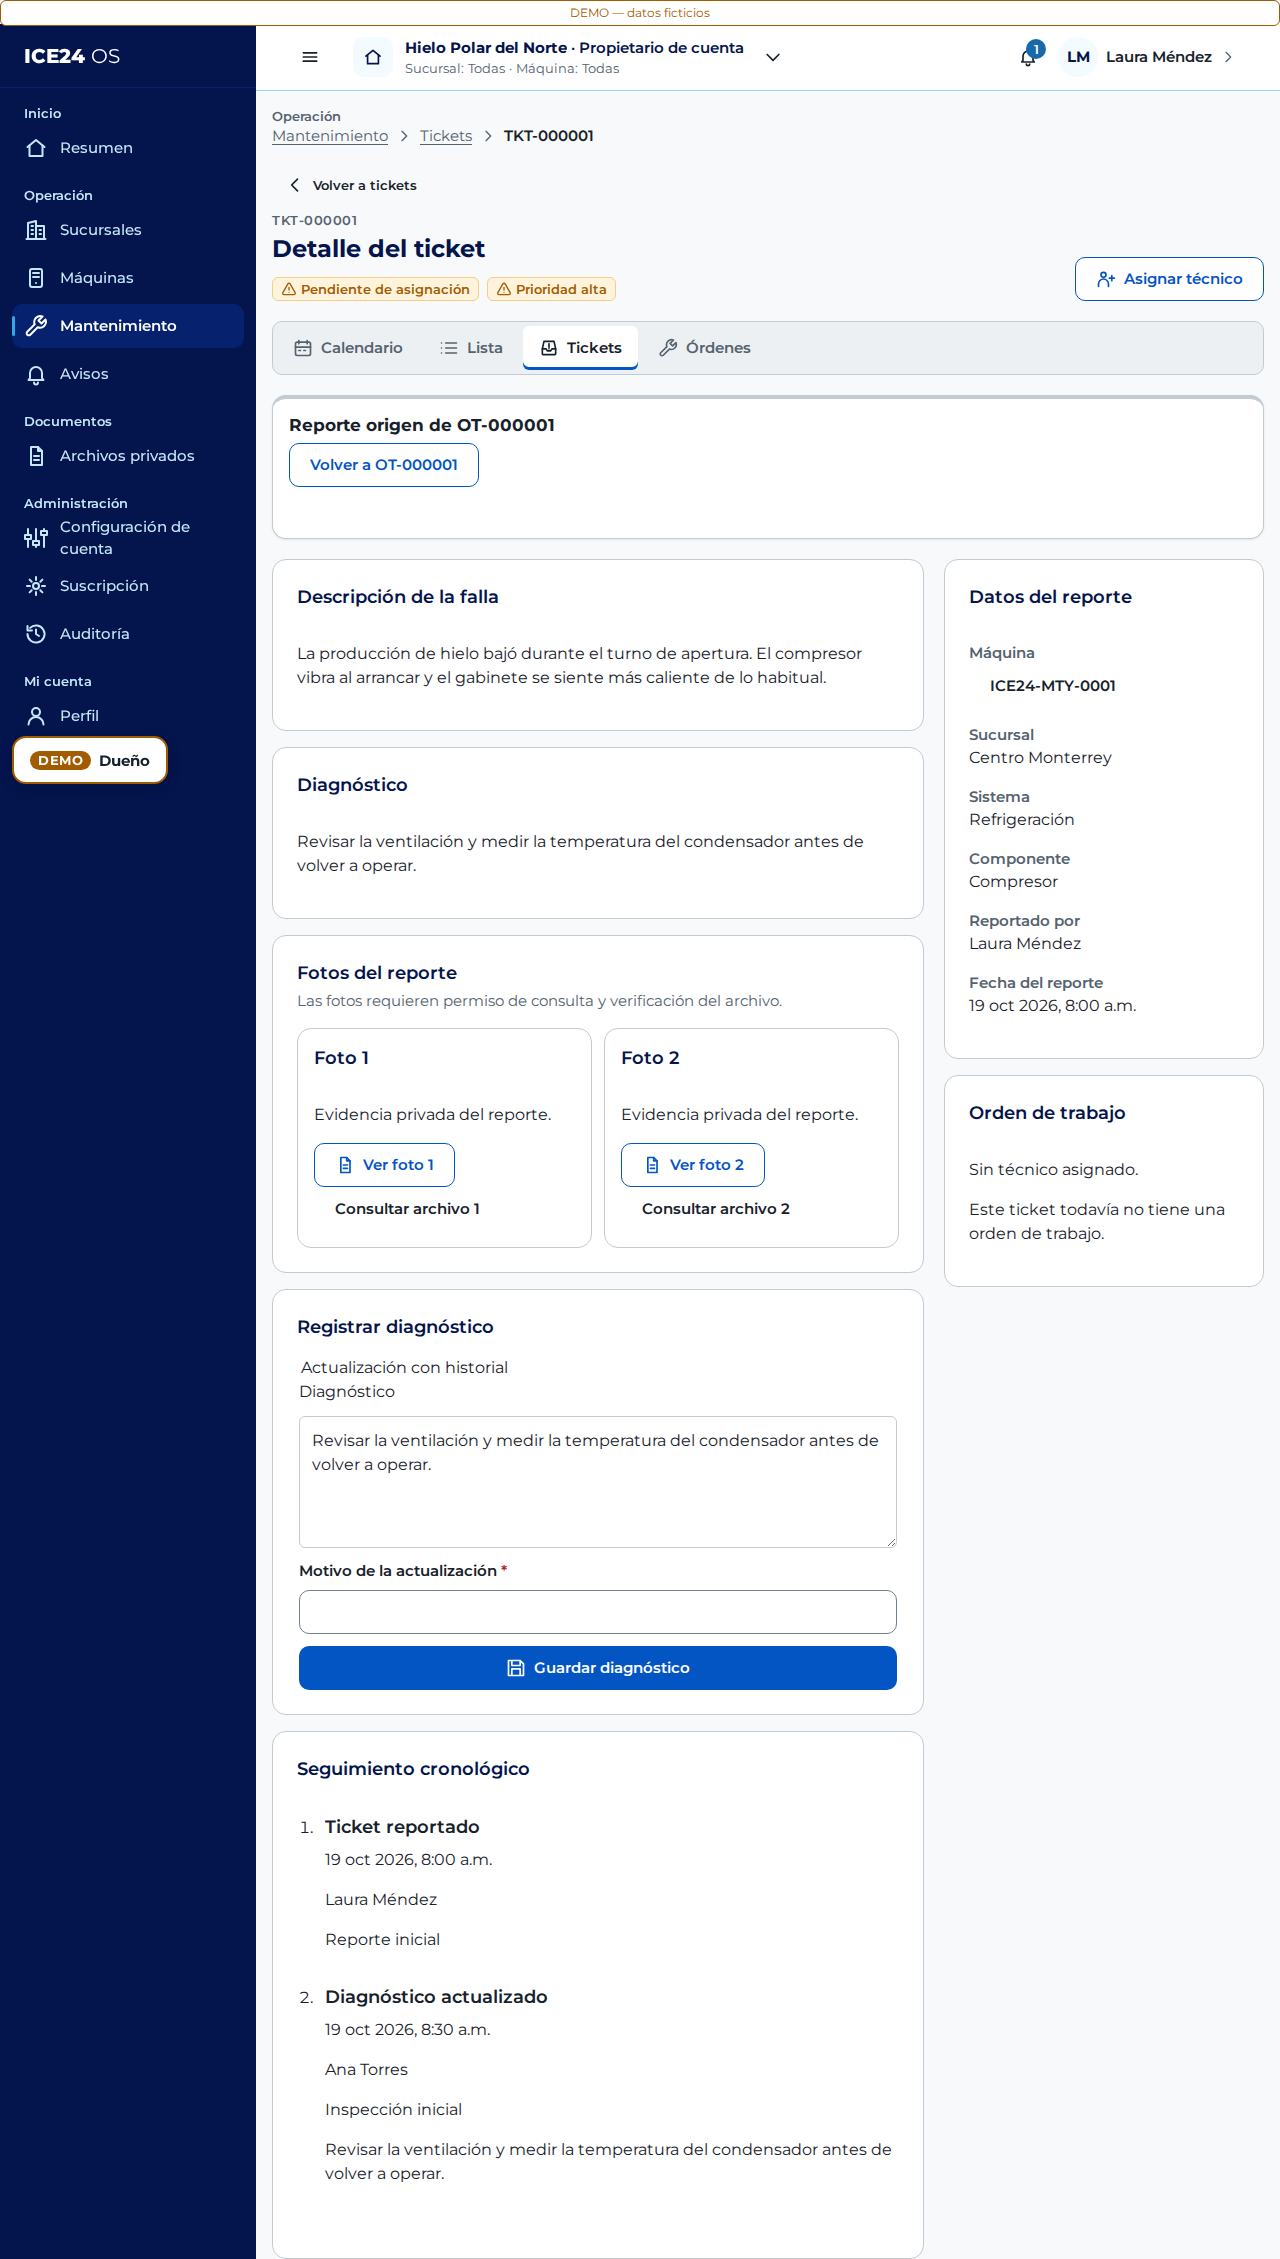 DEMO — datos ficticios
ICE24 OS
Hielo Polar del Norte · Propietario de cuenta
Sucursal: Todas · Máquina: Todas
1
LM
Laura Méndez
Inicio
Resumen
Operación
Sucursales
Máquinas
Mantenimiento
Avisos
Documentos
Archivos privados
Administración
Configuración de
cuenta
Suscripción
Auditoría
Mi cuenta
Perfil
DEMO Dueño
Operación
Mantenimiento > Tickets > TKT-000001
Volver a tickets
TKT-000001
Detalle del ticket
Pendiente de asignación
Prioridad alta
Asignar técnico
Calendario
Lista
Tickets
Órdenes
Reporte origen de OT-000001
Volver a OT-000001
Descripción de la falla
La producción de hielo bajó durante el turno de apertura. El compresor
vibra al arrancar y el gabinete se siente más caliente de lo habitual.
Diagnóstico
Revisar la ventilación y medir la temperatura del condensador antes de
volver a operar.
Fotos del reporte
Las fotos requieren permiso de consulta y verificación del archivo.
Foto 1
Evidencia privada del reporte.
Ver foto 1
Consultar archivo 1
Foto 2
Evidencia privada del reporte.
Ver foto 2
Consultar archivo 2
Registrar diagnóstico
Actualización con historial
Diagnóstico
Revisar la ventilación y medir la temperatura del condensador antes de
volver a operar.
Motivo de la actualización *
Guardar diagnóstico
Seguimiento cronológico
1. Ticket reportado
19 oct 2026, 8:00 a.m.
Laura Méndez
Reporte inicial
2. Diagnóstico actualizado
19 oct 2026, 8:30 a.m.
Ana Torres
Inspección inicial
Revisar la ventilación y medir la temperatura del condensador antes de
volver a operar.
Datos del reporte
Máquina
ICE24-MTY-0001
Sucursal
Centro Monterrey
Sistema
Refrigeración
Componente
Compresor
Reportado por
Laura Méndez
Fecha del reporte
19 oct 2026, 8:00 a.m.
Orden de trabajo
Sin técnico asignado.
Este ticket todavía no tiene una
orden de trabajo.